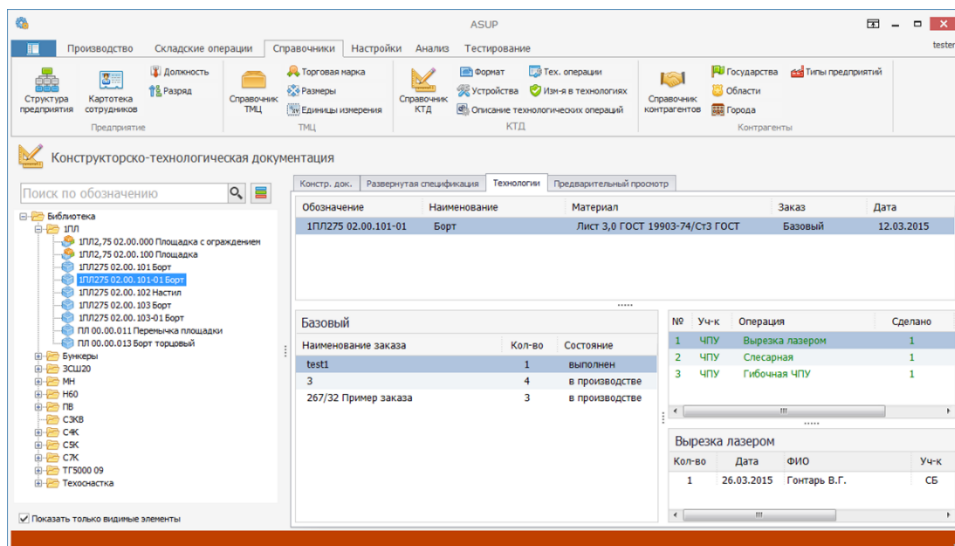 ASUP
Производство Складские операции Справочники Настройки Анализ Тестирование tester
Структура предприятия
Картотека сотрудников
Должность
Разряд
Предприятие
Справочник ТМЦ
Торговая марка
Размеры
Единицы измерения
ТМЦ
Справочник КТД
Формат
Устройства
Описание технологических операций
Тех. операции
Изм-я в технологиях
КТД
Справочник контрагентов
Государства
Области
Города
Типы предприятий
Контрагенты
Конструкторско-технологическая документация
Поиск по обозначению
Библиотека
1ПЛ
1ПЛ2,75 02.00.000 Площадка с ограждением
1ПЛ2,75 02.00.100 Площадка
1ПЛ275 02.00.101 Борт
1ПЛ275 02.00.101-01 Борт
1ПЛ275 02.00.102 Настил
1ПЛ275 02.00.103 Борт
1ПЛ275 02.00.103-01 Борт
ПЛ 00.00.011 Перемычка площадки
ПЛ 00.00.013 Борт торцовый
Бункеры
ЗСШ20
МН
Н60
ПВ
СЗКВ
С4К
С5К
С7К
ТГ5000 09
Техоснастка
Показать только видимые элементы
Констр. док. Развернутая спецификация Технологии Предварительный просмотр
Обозначение Наименование Материал Заказ Дата
1ПЛ275 02.00.101-01 Борт Лист 3,0 ГОСТ 19903-74/Ст3 ГОСТ Базовый 12.03.2015
Базовый
Наименование заказа Кол-во Состояние
test1 1 выполнен
3 4 в производстве
267/32 Пример заказа 3 в производстве
№ Уч-к Операция Сделано
1 ЧПУ Вырезка лазером 1
2 ЧПУ Слесарная 1
3 ЧПУ Гибочная ЧПУ 1
Вырезка лазером
Кол-во Дата ФИО Уч-к
1 26.03.2015 Гонтарь В.Г. СБ